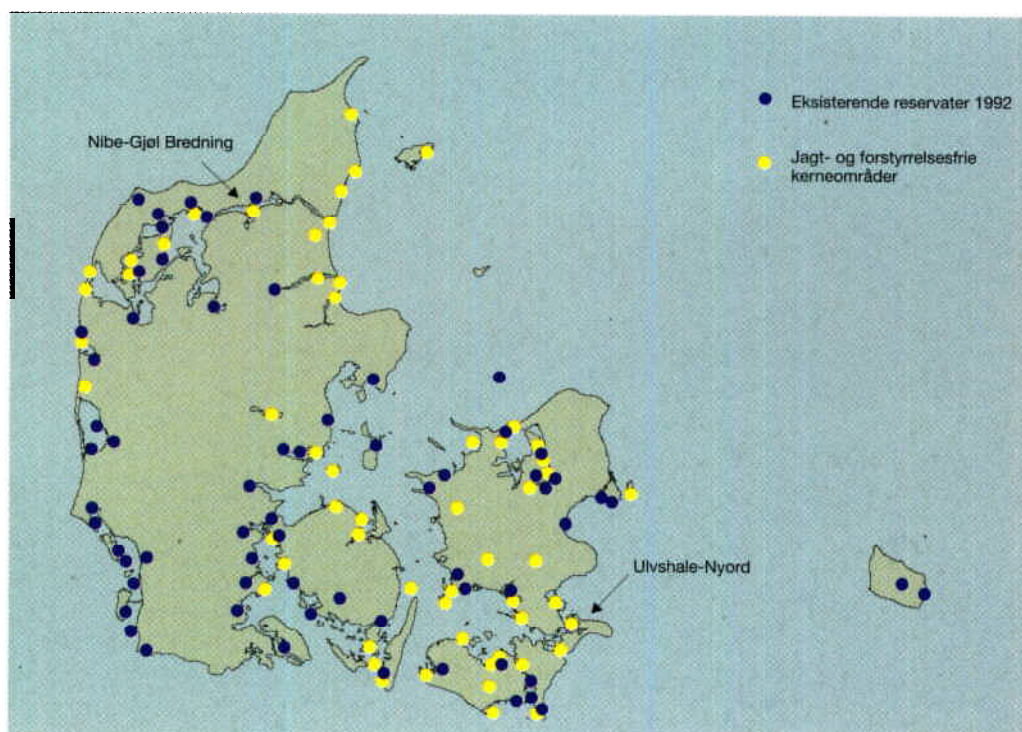 Eksisterende reservater 1992
Nibe-Gjøl Bredning
Jagt- og forstyrrelsesfrie
kerneområder
Ulvshale-Nyord